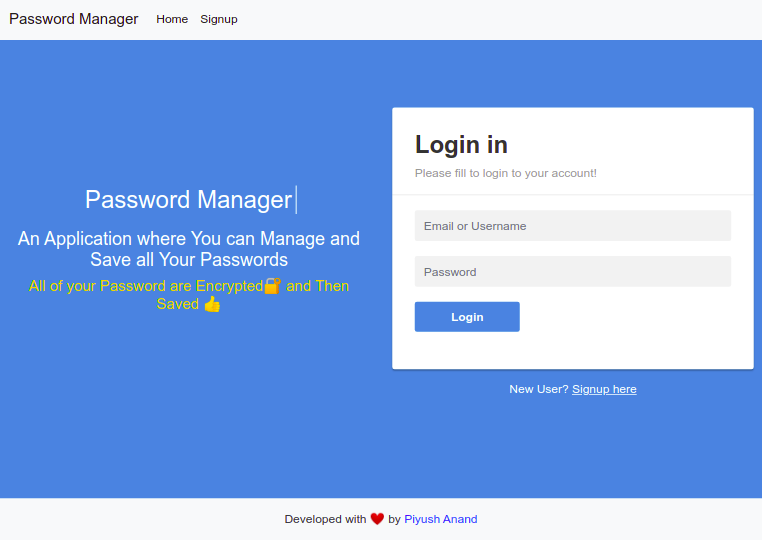 Password Manager Home Signup
Password Manager
An Application where You can Manage and
Save all Your Passwords
All of your Password are Encrypted🔐 and Then
Saved 👍
Login in
Please fill to login to your account!
Email or Username
Password
Login
New User? Signup here
Developed with ❤️ by Piyush Anand